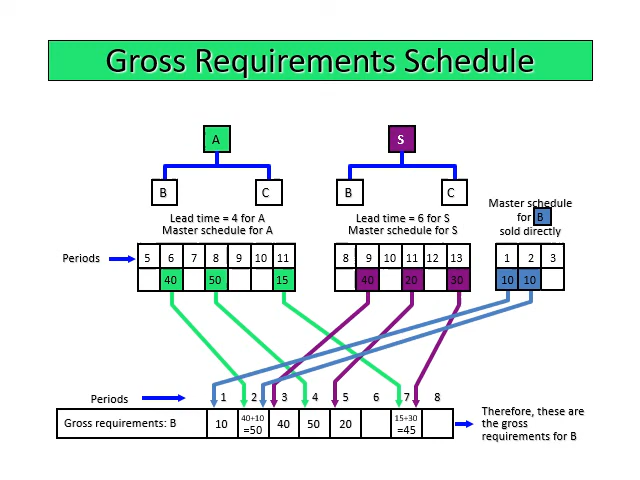 Gross Requirements Schedule
A
S
B
C
B
C
Lead time = 4 for A
Master schedule for A
Lead time = 6 for S
Master schedule for S
Master schedule
for B
sold directly
Periods
5 6 7 8 9 10 11
40 50 15
8 9 10 11 12 13
40 20 30
1 2 3
10 10
Periods
1 2 3 4 5 6 7 8
Gross requirements: B
10
40+10
=50
40
50
20
15+30
=45
Therefore, these are
the gross
requirements for B